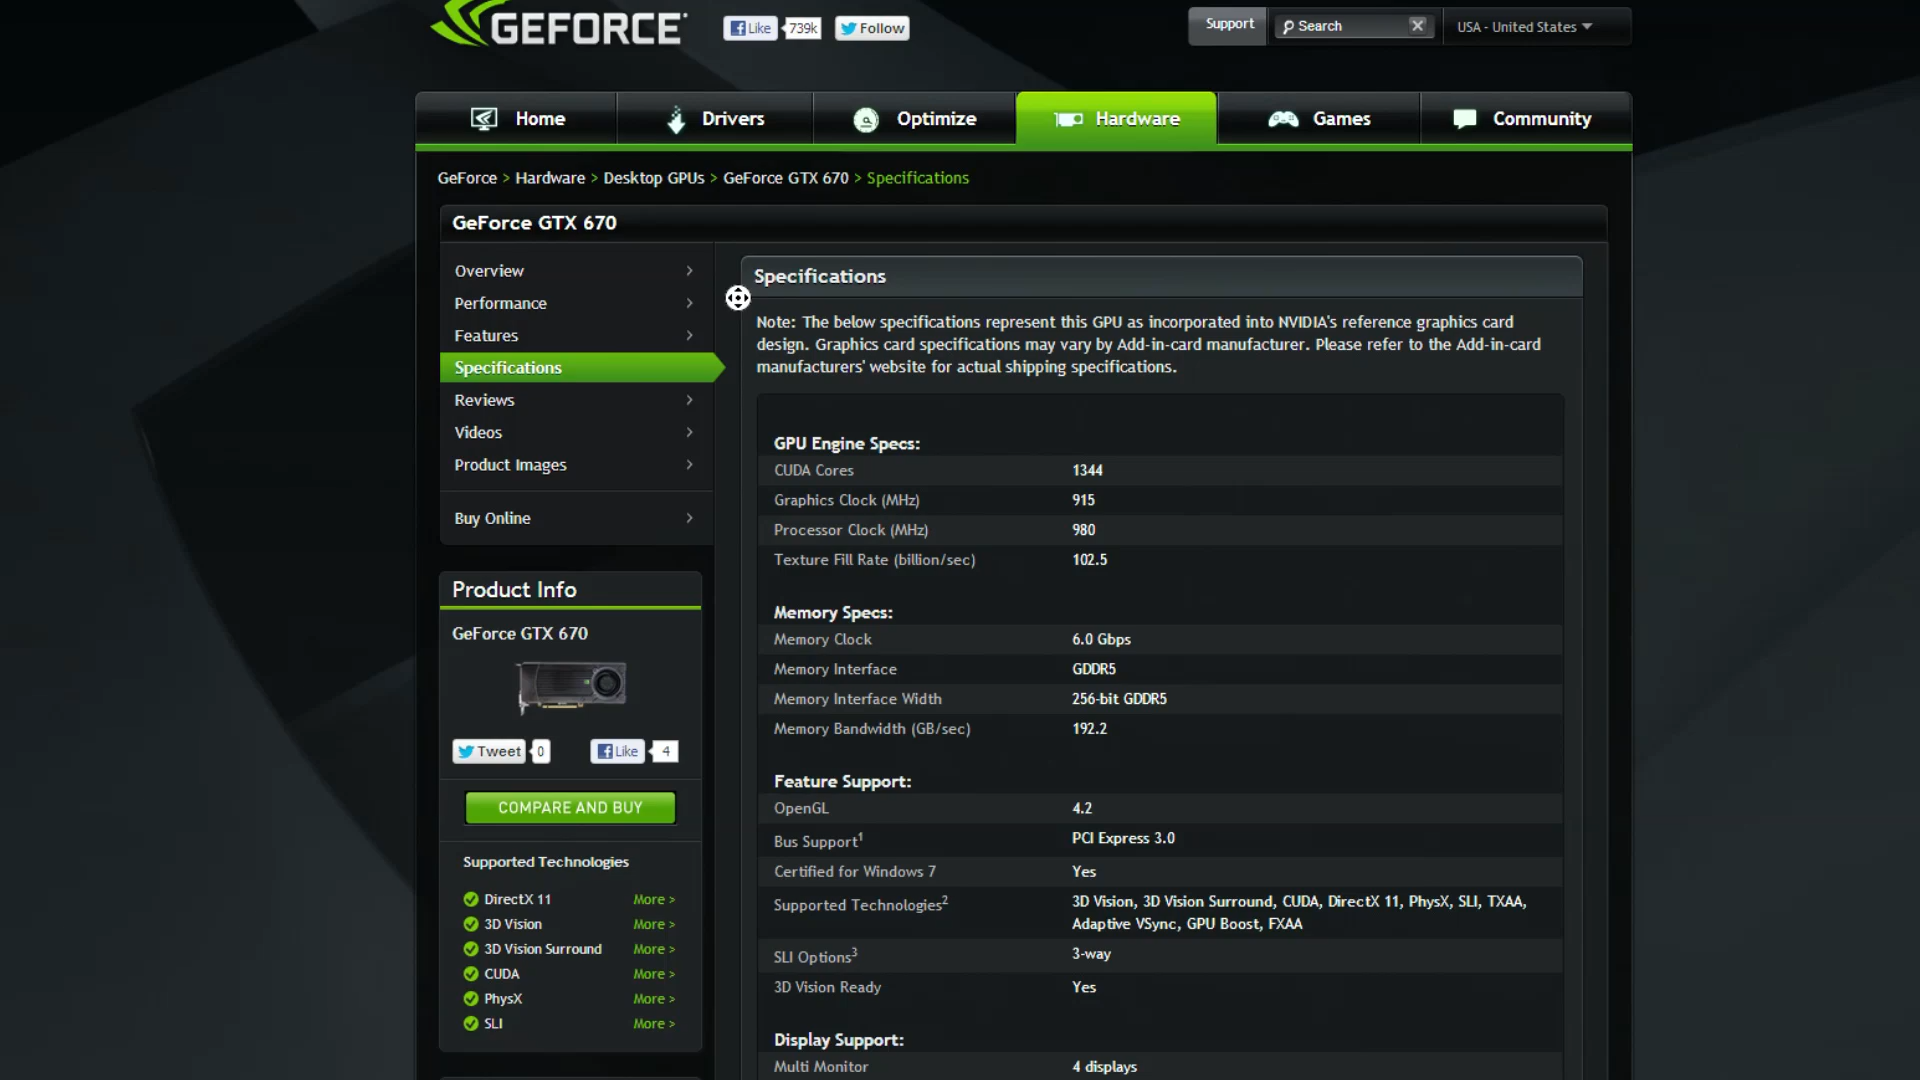 GEFORCE
Like 739k Follow
Support Search USA - United States
Home Drivers Optimize Hardware Games Community
GeForce > Hardware > Desktop GPUs > GeForce GTX 670 > Specifications
GeForce GTX 670
Overview
Performance
Features
Specifications
Reviews
Videos
Product Images
Buy Online
Product Info
GeForce GTX 670
Tweet 0 Like 4
COMPARE AND BUY
Supported Technologies
DirectX 11 More >
3D Vision More >
3D Vision Surround More >
CUDA More >
PhysX More >
SLI More >
Specifications
Note: The below specifications represent this GPU as incorporated into NVIDIA's reference graphics card
design. Graphics card specifications may vary by Add-in-card manufacturer. Please refer to the Add-in-card
manufacturers' website for actual shipping specifications.
GPU Engine Specs:
CUDA Cores 1344
Graphics Clock (MHz) 915
Processor Clock (MHz) 980
Texture Fill Rate (billion/sec) 102.5
Memory Specs:
Memory Clock 6.0 Gbps
Memory Interface GDDR5
Memory Interface Width 256-bit GDDR5
Memory Bandwidth (GB/sec) 192.2
Feature Support:
OpenGL 4.2
Bus Support1 PCI Express 3.0
Certified for Windows 7 Yes
Supported Technologies2 3D Vision, 3D Vision Surround, CUDA, DirectX 11, PhysX, SLI, TXAA,
Adaptive VSync, GPU Boost, FXAA
SLI Options3 3-way
3D Vision Ready Yes
Display Support:
Multi Monitor 4 displays